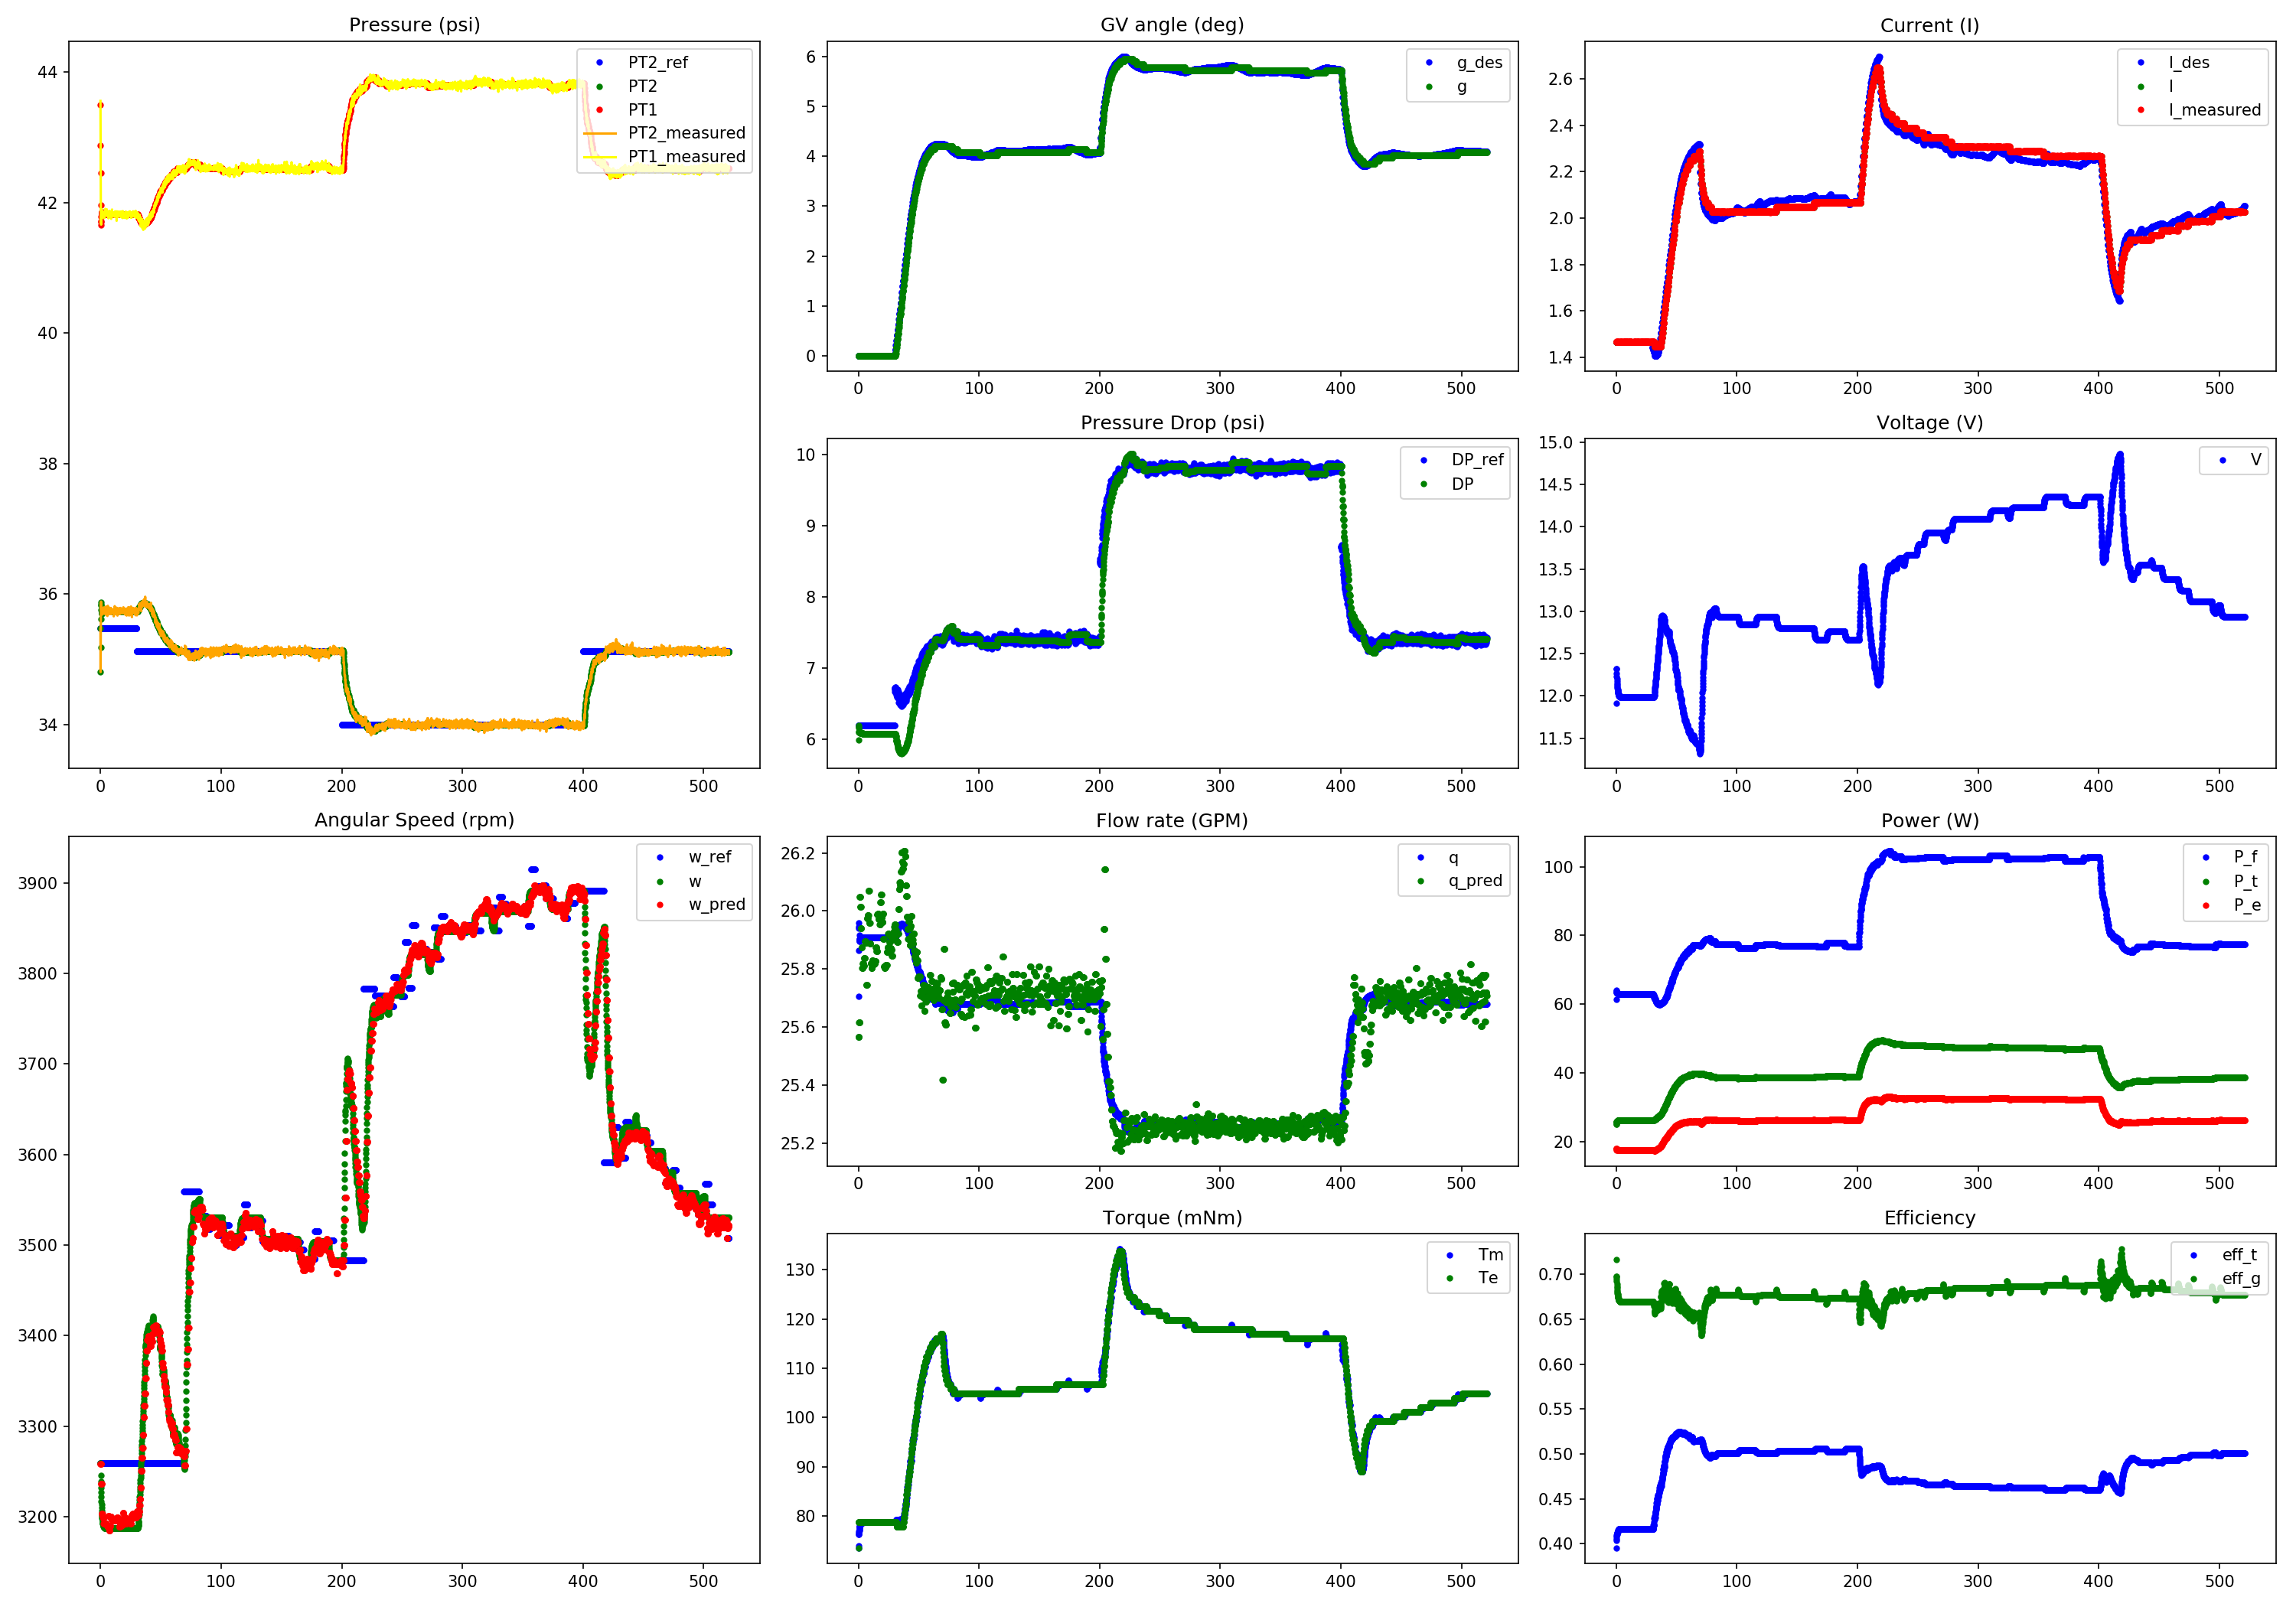 Pressure (psi)
44
42
40
38
36
34
0 100 200 300 400 500
PT2_ref
PT2
PT1
PT2_measured
PT1_measured
GV angle (deg)
6
5
4
3
2
1
0
0 100 200 300 400 500
g_des
g
Current (I)
2.6
2.4
2.2
2.0
1.8
1.6
1.4
0 100 200 300 400 500
I_des
I
I_measured
Pressure Drop (psi)
10
9
8
7
6
0 100 200 300 400 500
DP_ref
DP
Voltage (V)
15.0
14.5
14.0
13.5
13.0
12.5
12.0
11.5
0 100 200 300 400 500
V
Angular Speed (rpm)
3900
3800
3700
3600
3500
3400
3300
3200
0 100 200 300 400 500
w_ref
w
w_pred
Flow rate (GPM)
26.2
26.0
25.8
25.6
25.4
25.2
0 100 200 300 400 500
q
q_pred
Power (W)
100
80
60
40
20
0 100 200 300 400 500
P_f
P_t
P_e
Torque (mNm)
130
120
110
100
90
80
0 100 200 300 400 500
Tm
Te
Efficiency
0.70
0.65
0.60
0.55
0.50
0.45
0.40
0 100 200 300 400 500
eff_t
eff_g